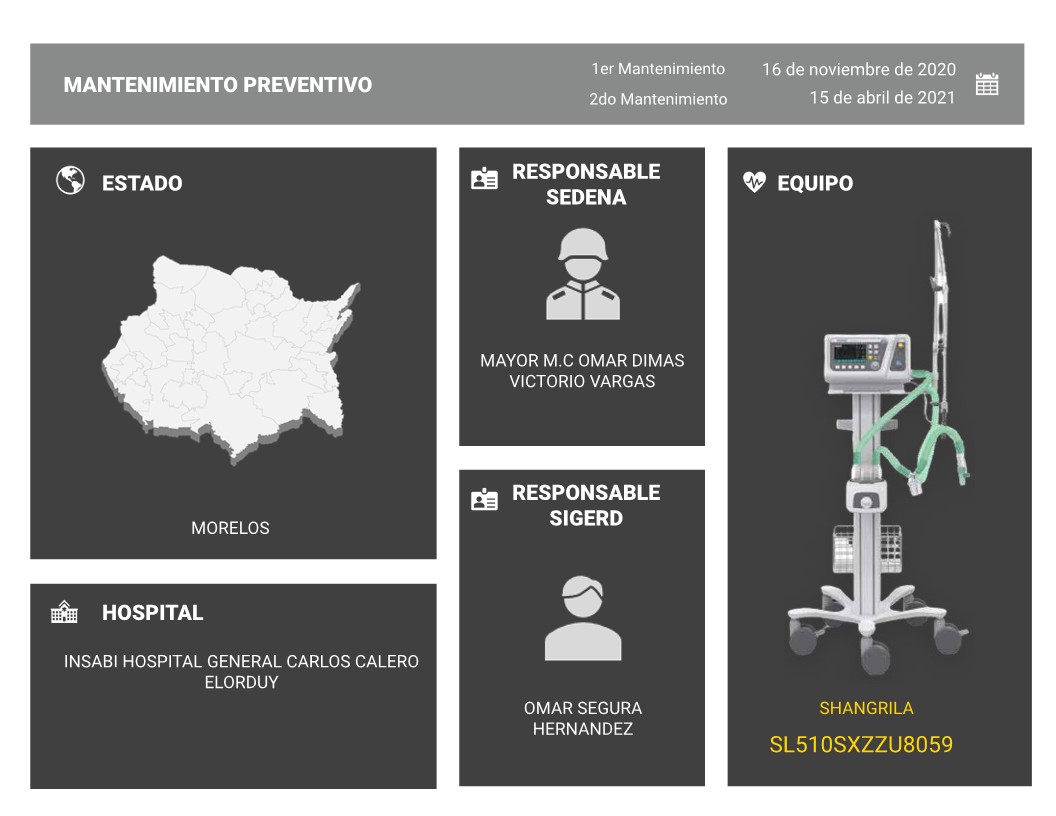 MANTENIMIENTO PREVENTIVO
1er Mantenimiento
16 de noviembre de 2020
2do Mantenimiento
15 de abril de 2021
ESTADO
MORELOS
HOSPITAL
INSABI HOSPITAL GENERAL CARLOS CALERO
ELORDUY
RESPONSABLE
SEDENA
MAYOR M.C OMAR DIMAS
VICTORIO VARGAS
RESPONSABLE
SIGERD
OMAR SEGURA
HERNANDEZ
EQUIPO
SHANGRILA
SL510SXZZU8059